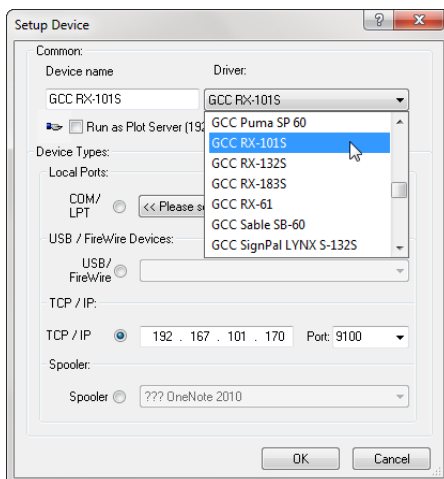 Setup Device
?
Common:
Device name Driver:
GCC RX-101S GCC RX-101S
Run as Plot Server (192
GCC Puma SP 60
GCC RX-101S
GCC RX-132S
GCC RX-183S
GCC RX-61
GCC Sable SB-60
GCC SignPal LYNX S-132S
Device Types:
Local Ports:
COM/
LPT
<< Please se
USB / FireWire Devices:
USB/
FireWire
TCP / IP:
TCP / IP 192 . 167 . 101 . 170 Port: 9100
Spooler:
Spooler ??? OneNote 2010
OK Cancel